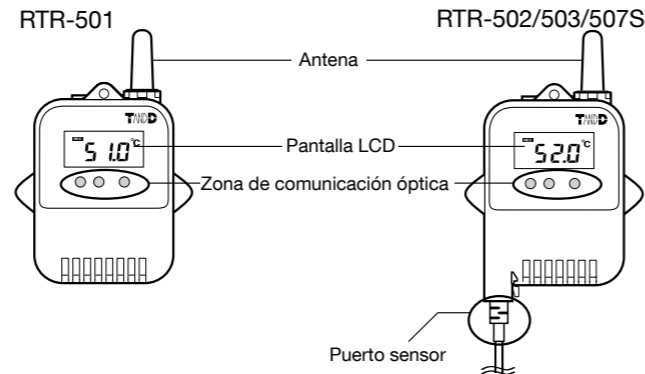 RTR-501
RTR-502/503/507S
Antena
T&D
T&D
51.0°C
Pantalla LCD
52.0°C
Zona de comunicación óptica
Puerto sensor